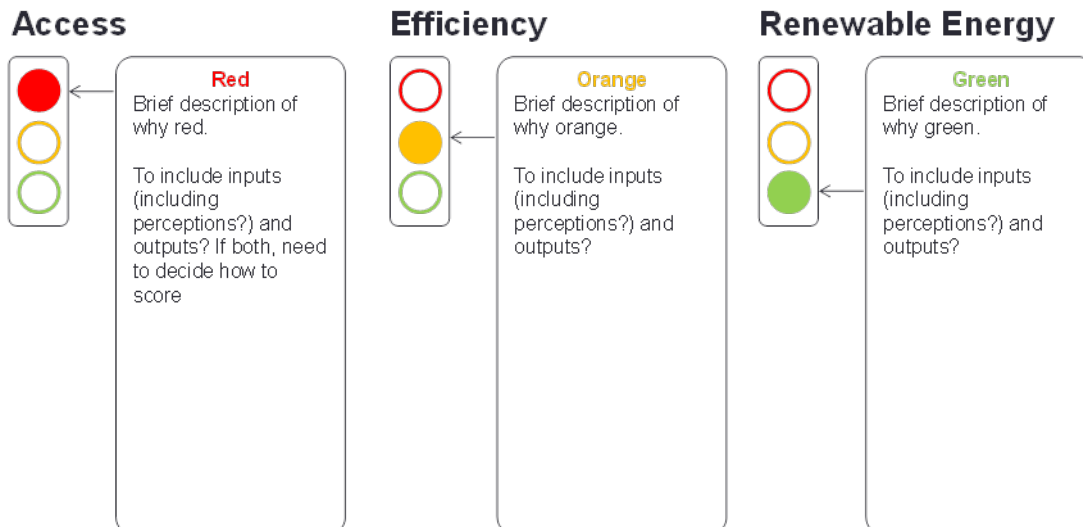 Access
Red
Brief description of
why red.
To include inputs
(including
perceptions?) and
outputs? If both, need
to decide how to
score
Efficiency
Orange
Brief description of
why orange.
To include inputs
(including
perceptions?) and
outputs?
Renewable Energy
Green
Brief description of
why green.
To include inputs
(including
perceptions?) and
outputs?